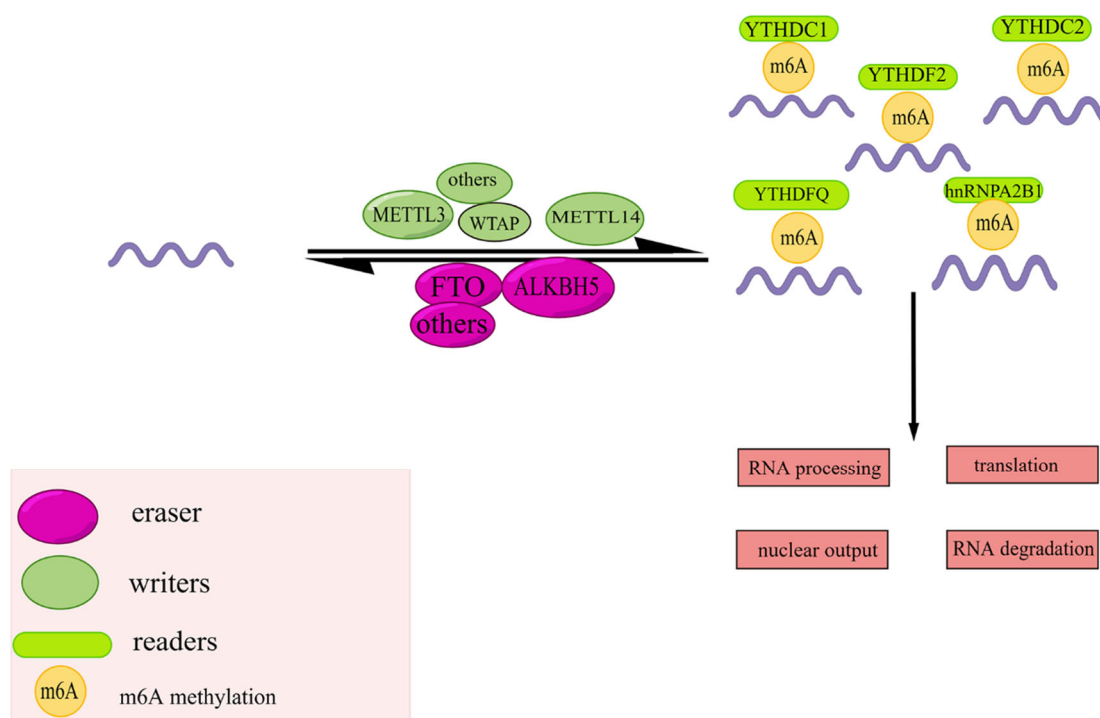 YTHDC1
m6A
YTHDC2
m6A
YTHDF2
m6A
others
METTL3
WTAP
METTL14
YTHDFQ
m6A
hnRNPA2B1
m6A
FTO
ALKBH5
others
RNA processing
translation
nuclear output
RNA degradation
eraser
writers
readers
m6A
m6A methylation